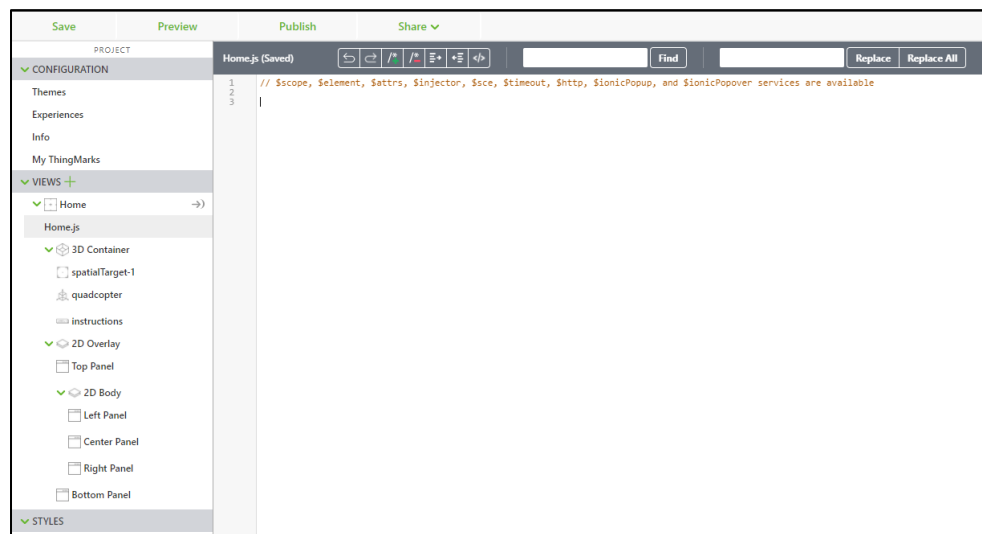 Save Preview Publish Share
PROJECT
CONFIGURATION
Themes
Experiences
Info
My ThingMarks
VIEWS
Home
Home.js
3D Container
spatialTarget-1
quadcopter
instructions
2D Overlay
Top Panel
2D Body
Left Panel
Center Panel
Right Panel
Bottom Panel
STYLES
Home.js (Saved) Find Replace Replace All
1 // $scope, $element, $attrs, $injector, $sce, $timeout, $http, $ionicPopup, and $ionicPopover services are available
2
3